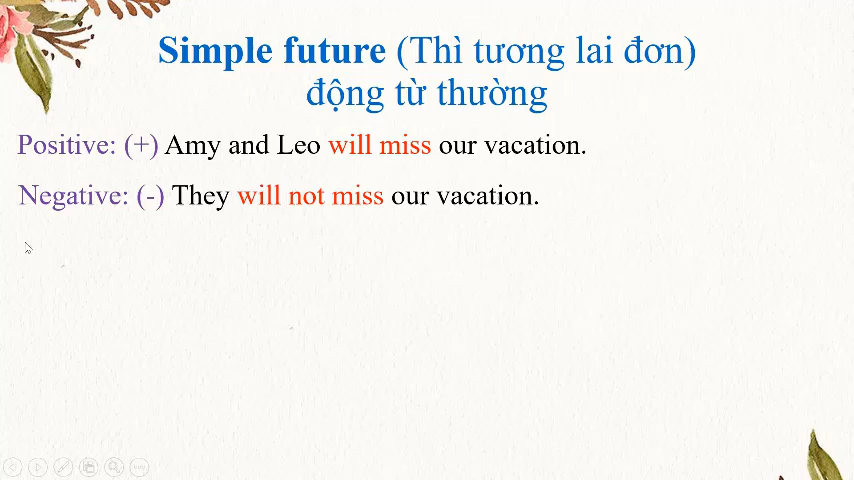 Simple future (Thì tương lai đơn)
động từ thường
Positive: (+) Amy and Leo will miss our vacation.
Negative: (-) They will not miss our vacation.